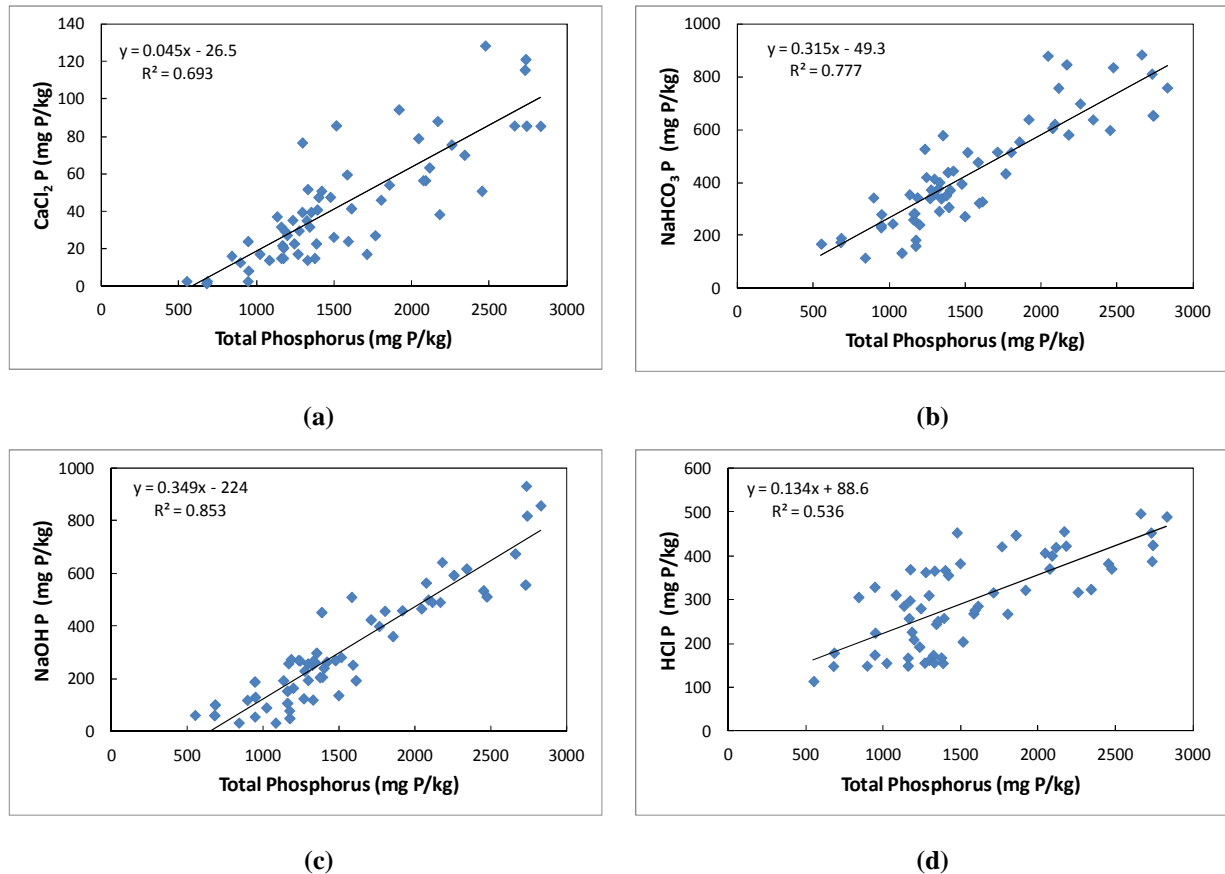 140
120
100
80
60
40
20
0
CaCl₂ P (mg P/kg)
y = 0.045x - 26.5
R² = 0.693
0 500 1000 1500 2000 2500 3000
Total Phosphorus (mg P/kg)
(a)
1000
800
600
400
200
0
NaHCO₃ P (mg P/kg)
y = 0.315x - 49.3
R² = 0.777
0 500 1000 1500 2000 2500 3000
Total Phosphorus (mg P/kg)
(b)
1000
800
600
400
200
0
NaOH P (mg P/kg)
y = 0.349x - 224
R² = 0.853
0 500 1000 1500 2000 2500 3000
Total Phosphorus (mg P/kg)
(c)
600
500
400
300
200
100
0
HCl P (mg P/kg)
y = 0.134x + 88.6
R² = 0.536
0 500 1000 1500 2000 2500 3000
Total Phosphorus (mg P/kg)
(d)